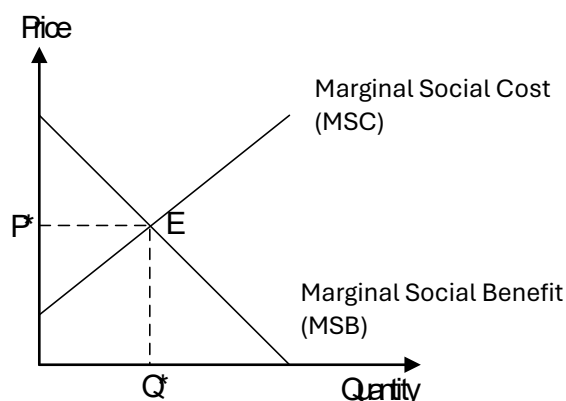 Price
Marginal Social Cost
(MSC)
P*
E
Marginal Social Benefit
(MSB)
Q*
Quantity